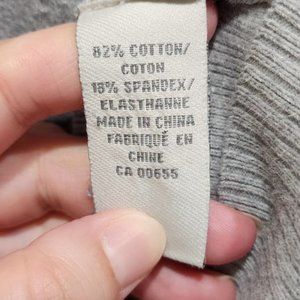 82% COTTON/
COTON
18% SPANDEX/
ELASTHANNE
MADE IN CHINA
FABRIQUÉ EN
CHINE
CA 00655